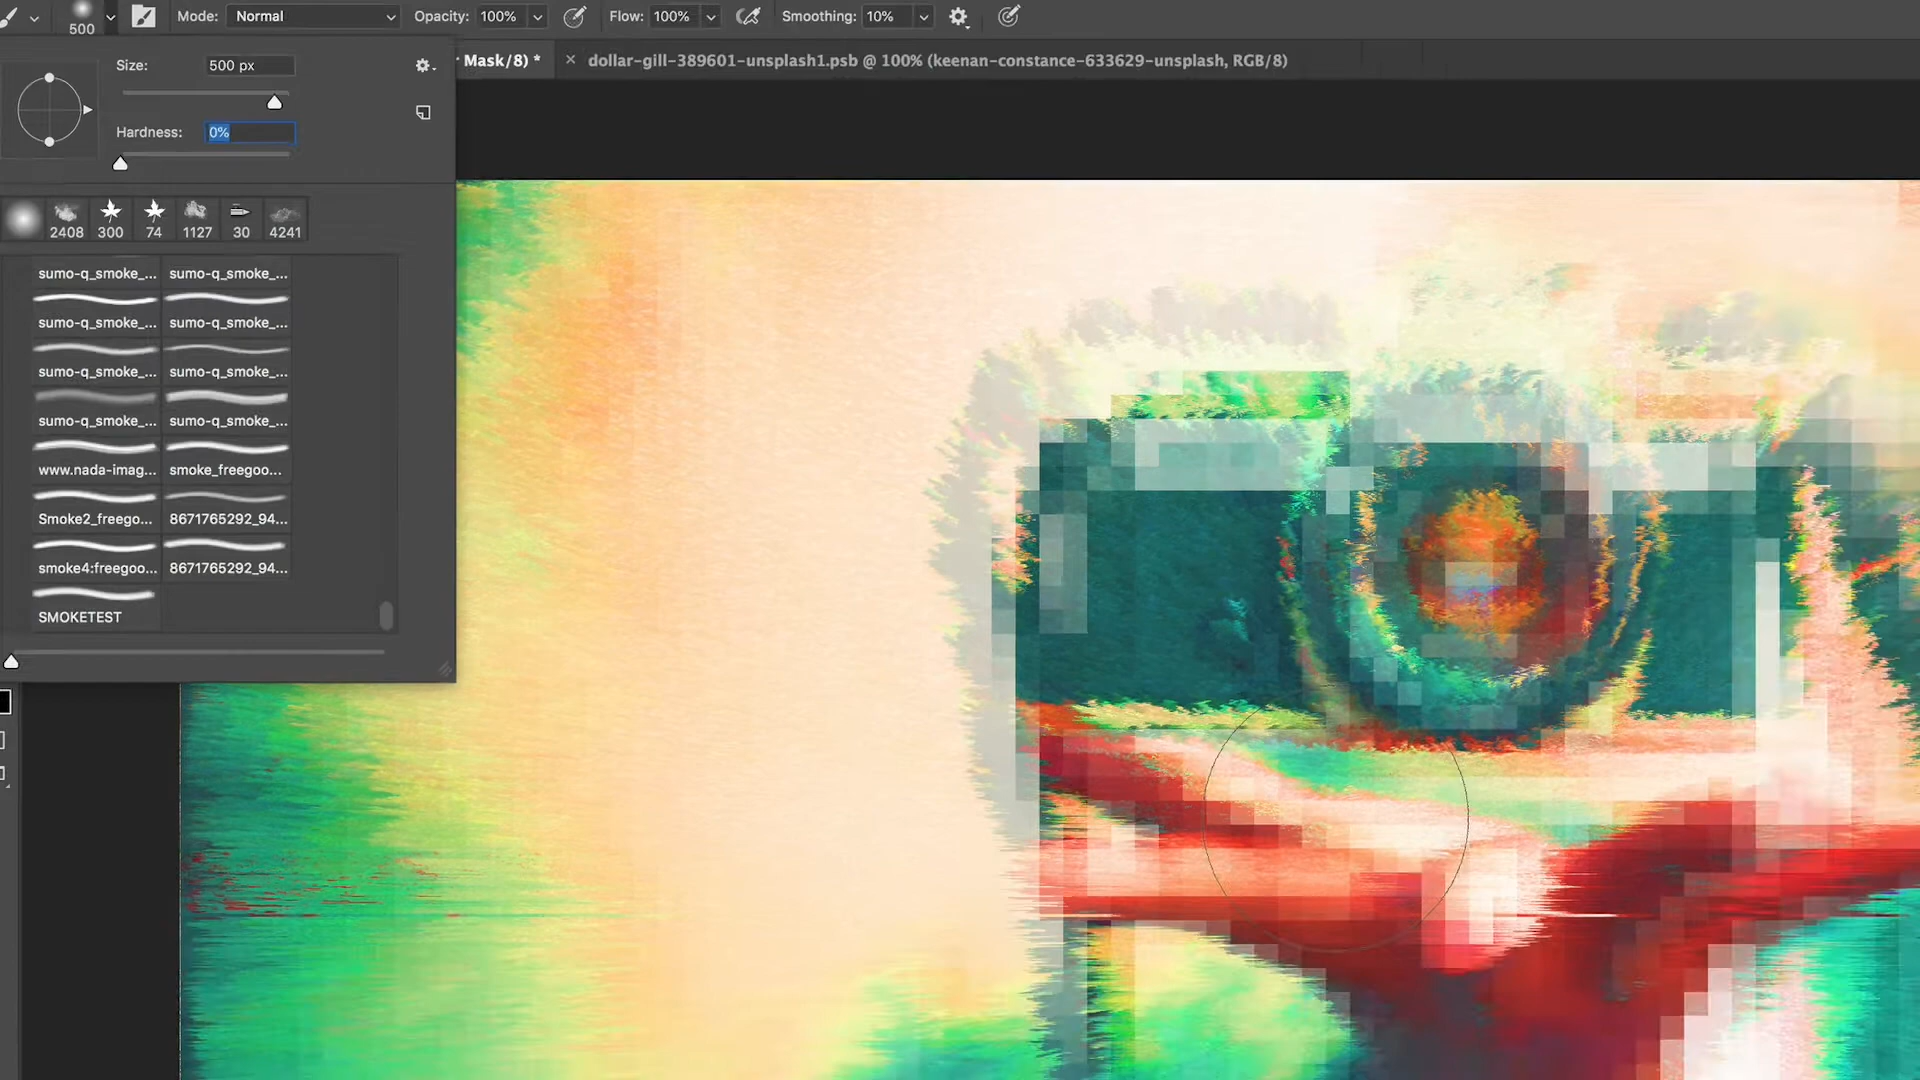 500
Mode: Normal Opacity: 100% Flow: 100% Smoothing: 10%
Mask/8) * × dollar-gill-389601-unsplash1.psb @ 100% (keenan-constance-633629-unsplash, RGB/8)
Size: 500 px
Hardness: 0%
2408 300 74 1127 30 4241
sumo-q_smoke_... sumo-q_smoke_...
sumo-q_smoke_... sumo-q_smoke_...
sumo-q_smoke_... sumo-q_smoke_...
sumo-q_smoke_... sumo-q_smoke_...
www.nada-imag... smoke_freegoo...
Smoke2_freego... 8671765292_94...
smoke4:freegoo... 8671765292_94...
SMOKETEST